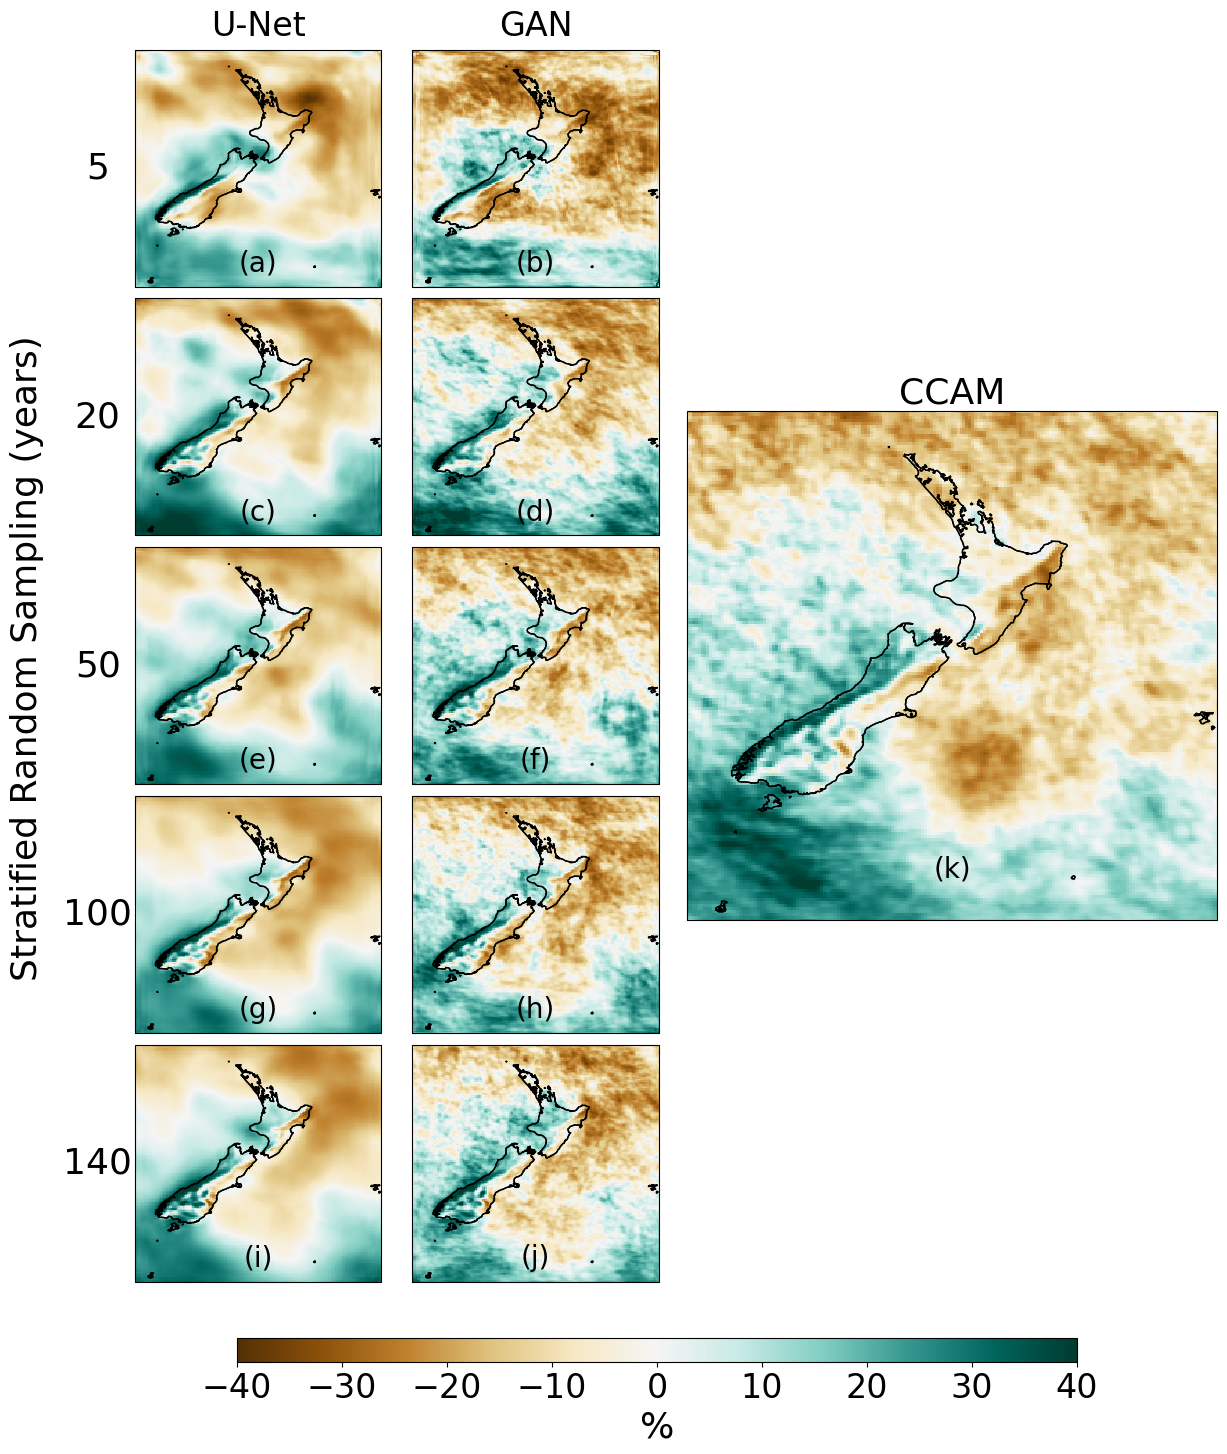 U-Net GAN
Stratified Random Sampling (years)
5
(a) (b)
20
(c) (d)
CCAM
50
(e) (f)
(k)
100
(g) (h)
140
(i) (j)
−40 −30 −20 −10 0 10 20 30 40
%